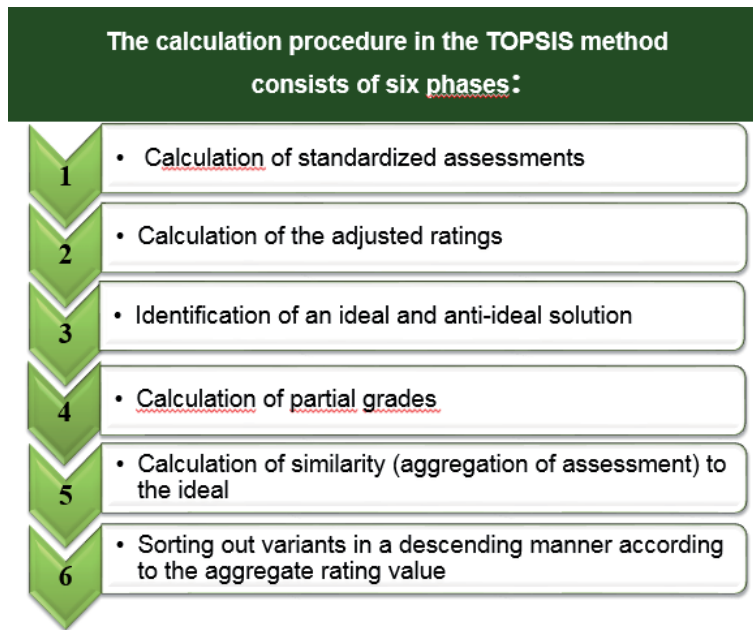 The calculation procedure in the TOPSIS method
consists of six phases:
1
• Calculation of standardized assessments
2
• Calculation of the adjusted ratings
3
• Identification of an ideal and anti-ideal solution
4
• Calculation of partial grades
5
• Calculation of similarity (aggregation of assessment) to
the ideal
6
• Sorting out variants in a descending manner according
to the aggregate rating value